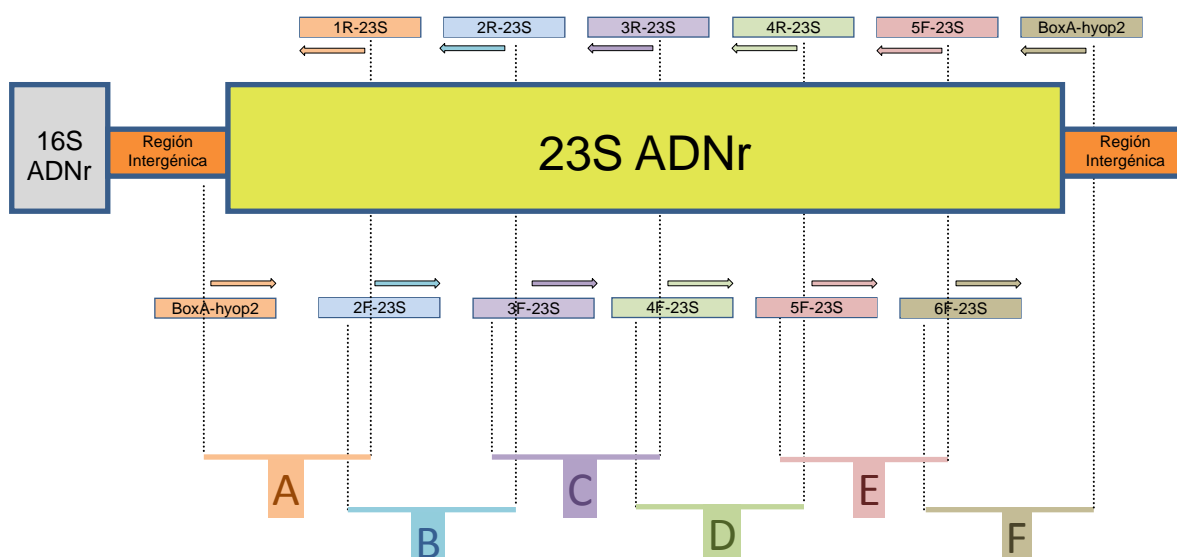 1R-23S
2R-23S
3R-23S
4R-23S
5F-23S
BoxA-hyop2
16S
ADNr
Región
Intergénica
23S ADNr
Región
Intergénica
BoxA-hyop2
2F-23S
3F-23S
4F-23S
5F-23S
6F-23S
A
C
E
B
D
F